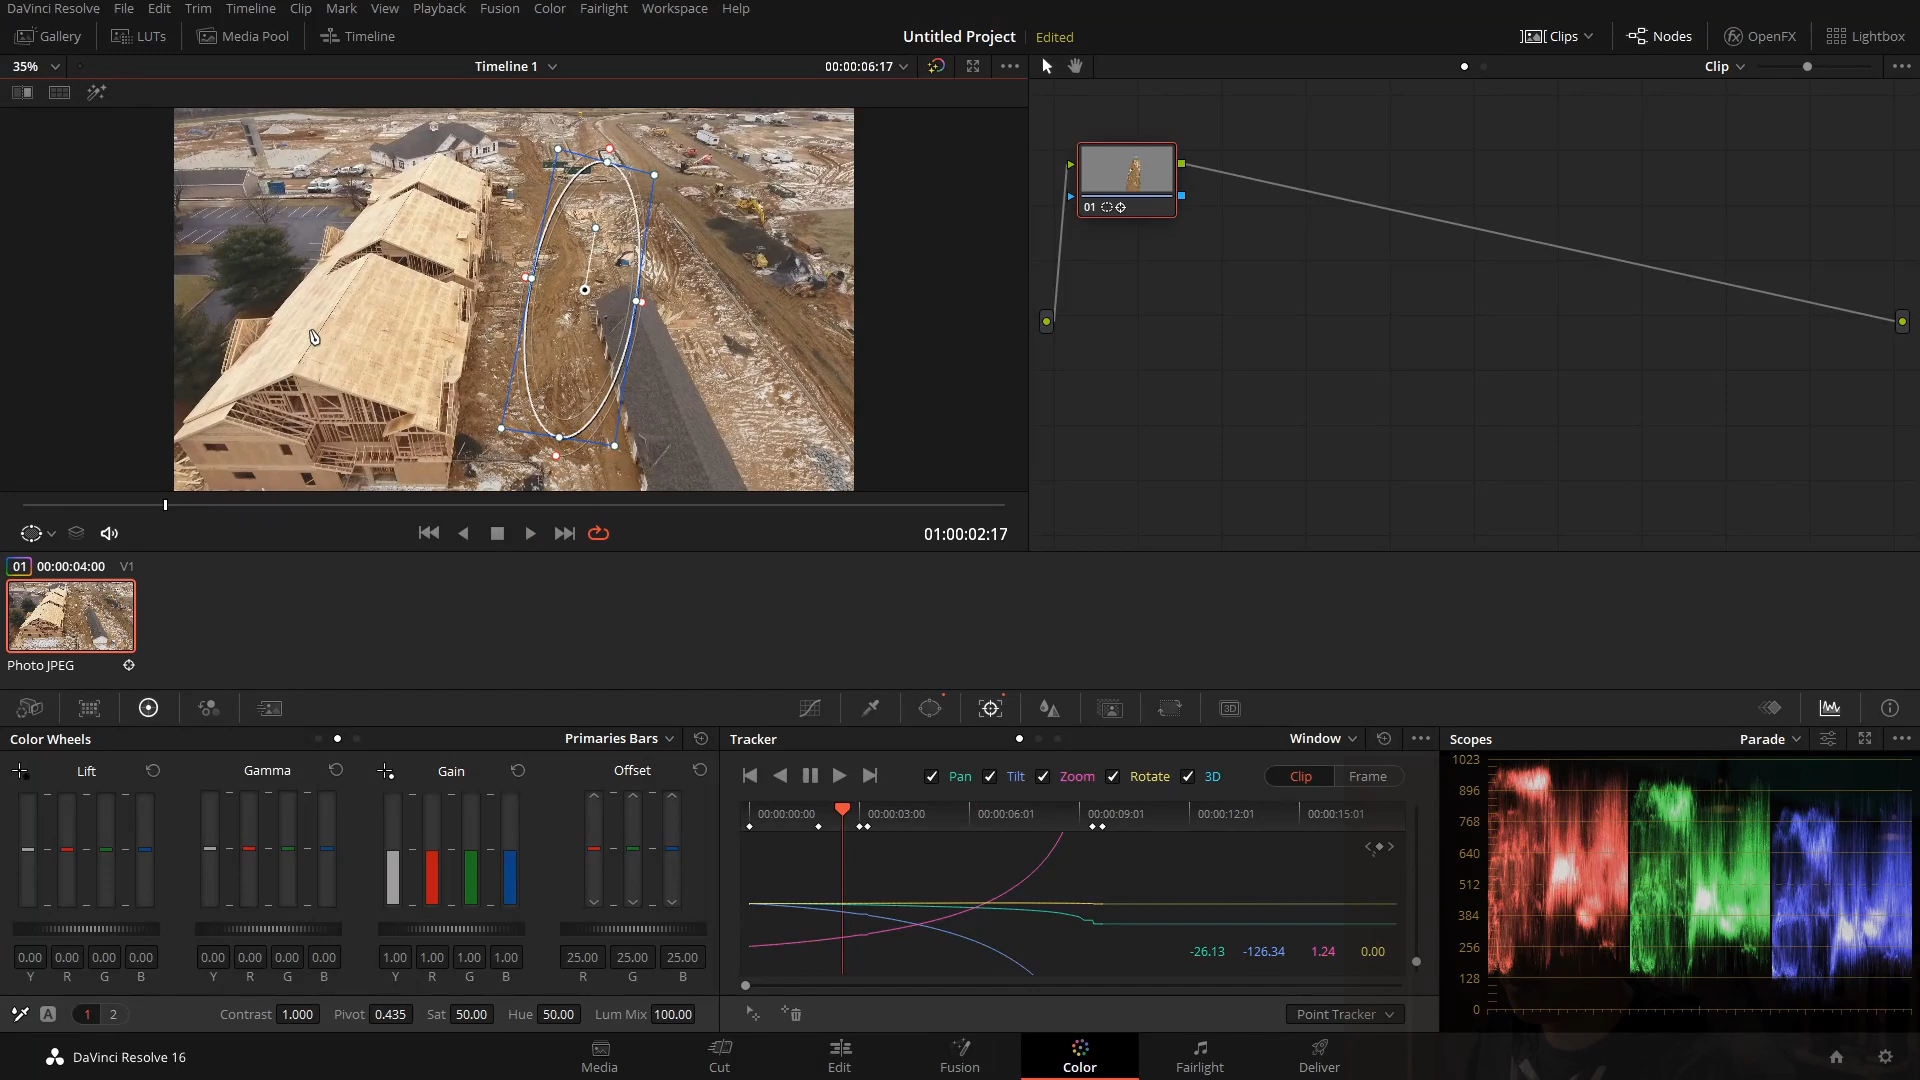 DaVinci Resolve File Edit Trim Timeline Clip Mark View Playback Fusion Color Fairlight Workspace Help
Gallery LUTs Media Pool Timeline Untitled Project Edited Clips Nodes OpenFX Lightbox
35% Timeline 1 00:00:06:17 Clip
01
01:00:02:17
01 00:00:04:00 V1
Photo JPEG
3D
Color Wheels Primaries Bars Tracker Window Scopes Parade
Lift Gamma Gain Offset
Pan Tilt Zoom Rotate 3D Clip Frame
00:00:00:00 00:00:03:00 00:00:06:01 00:00:09:01 00:00:12:01 00:00:15:01
1023
896
768
640
512
384
256
128
0
-26.13 -126.34 1.24 0.00
0.00 0.00 0.00 0.00 0.00 0.00 0.00 0.00 1.00 1.00 1.00 1.00 25.00 25.00 25.00
Y R G B Y R G B Y R G B R G B
A 1 2 Contrast 1.000 Pivot 0.435 Sat 50.00 Hue 50.00 Lum Mix 100.00 Point Tracker
DaVinci Resolve 16 Media Cut Edit Fusion Color Fairlight Deliver